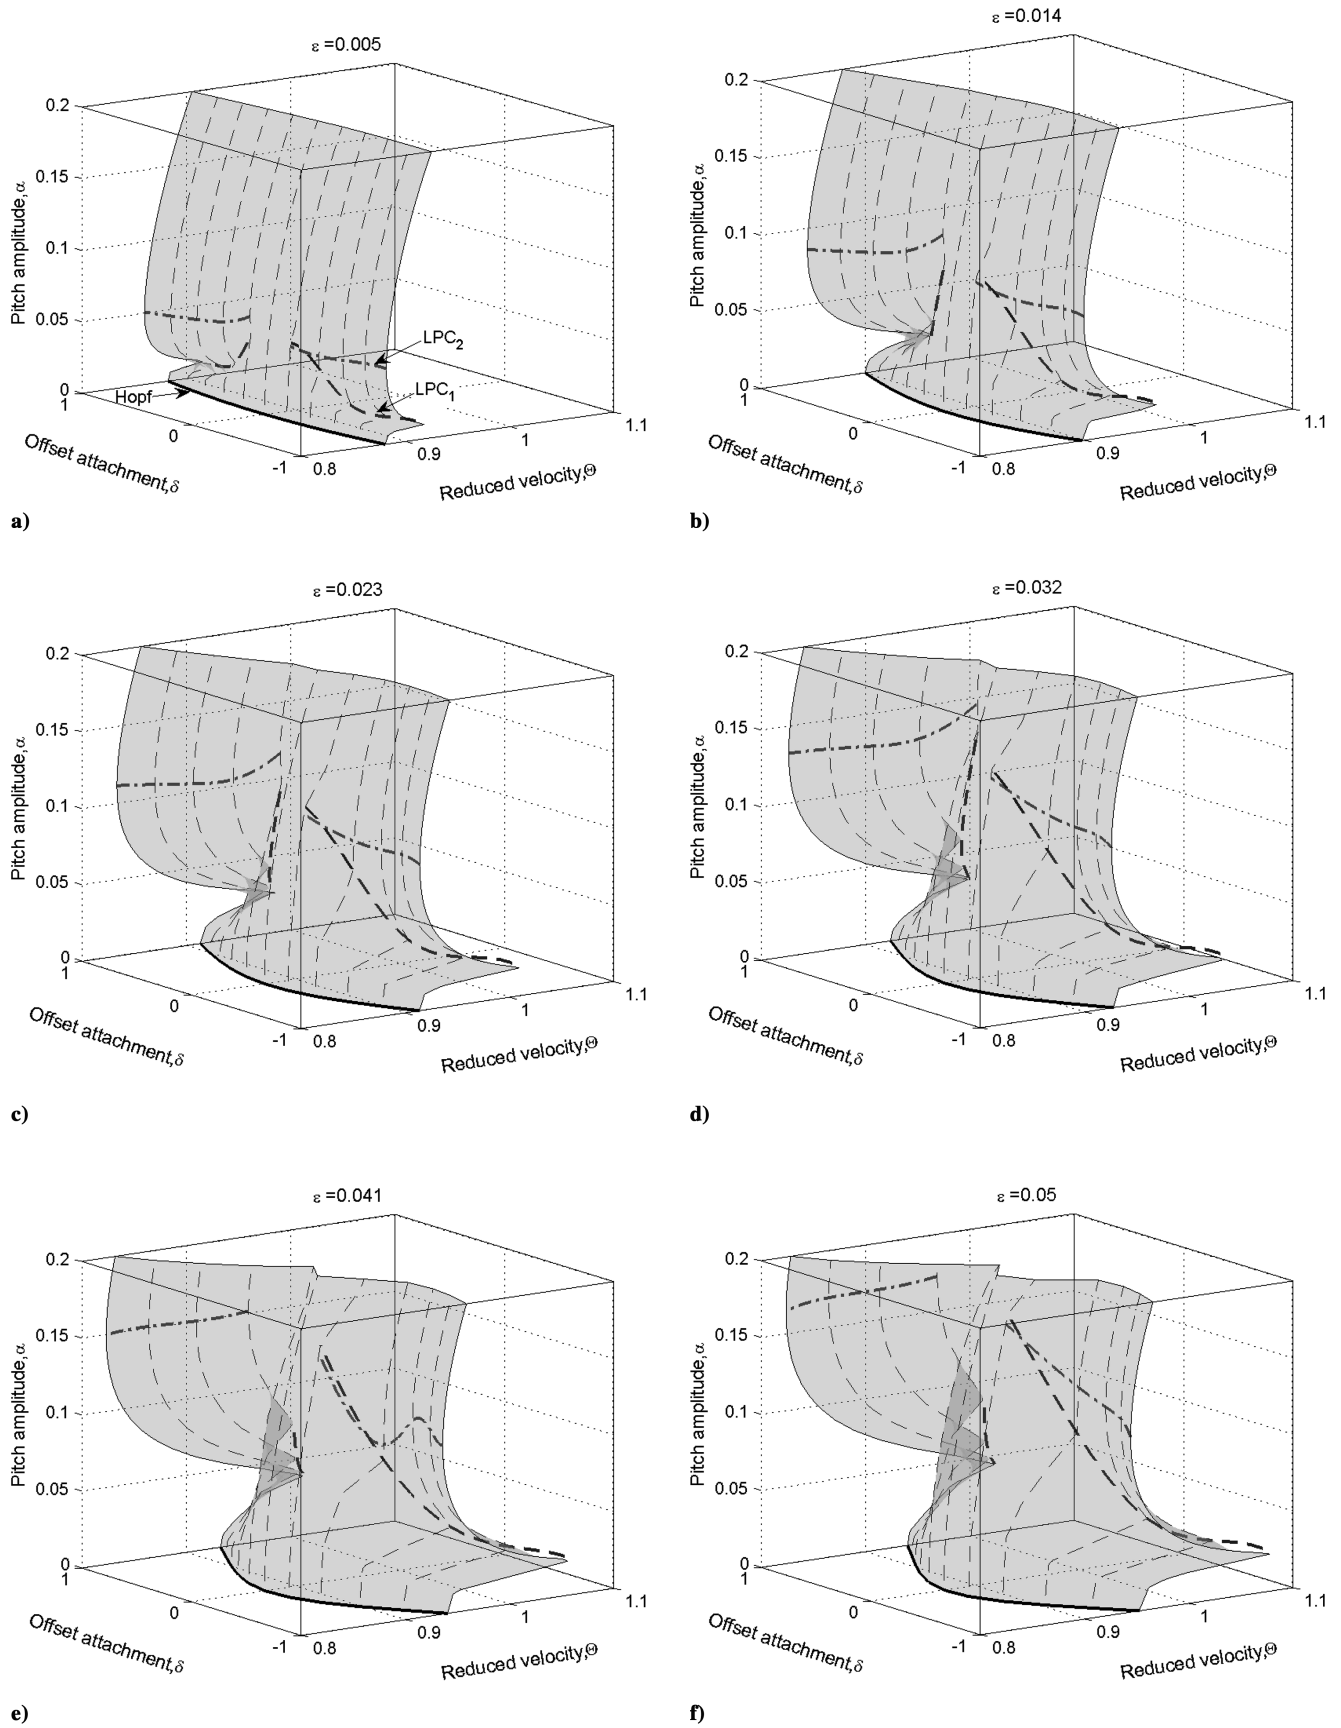 ε =0.005
0.2
0.15
0.1
0.05
0
1
0
-1
0.8
0.9
1
1.1
Pitch amplitude,α
Offset attachment,δ
Reduced velocity,Θ
LPC2
LPC1
Hopf
a)
ε =0.014
0.2
0.15
0.1
0.05
0
1
0
-1
0.8
0.9
1
1.1
Pitch amplitude,α
Offset attachment,δ
Reduced velocity,Θ
b)
ε =0.023
0.2
0.15
0.1
0.05
0
1
0
-1
0.8
0.9
1
1.1
Pitch amplitude,α
Offset attachment,δ
Reduced velocity,Θ
c)
ε =0.032
0.2
0.15
0.1
0.05
0
1
0
-1
0.8
0.9
1
1.1
Pitch amplitude,α
Offset attachment,δ
Reduced velocity,Θ
d)
ε =0.041
0.2
0.15
0.1
0.05
0
1
0
-1
0.8
0.9
1
1.1
Pitch amplitude,α
Offset attachment,δ
Reduced velocity,Θ
e)
ε =0.05
0.2
0.15
0.1
0.05
0
1
0
-1
0.8
0.9
1
1.1
Pitch amplitude,α
Offset attachment,δ
Reduced velocity,Θ
f)